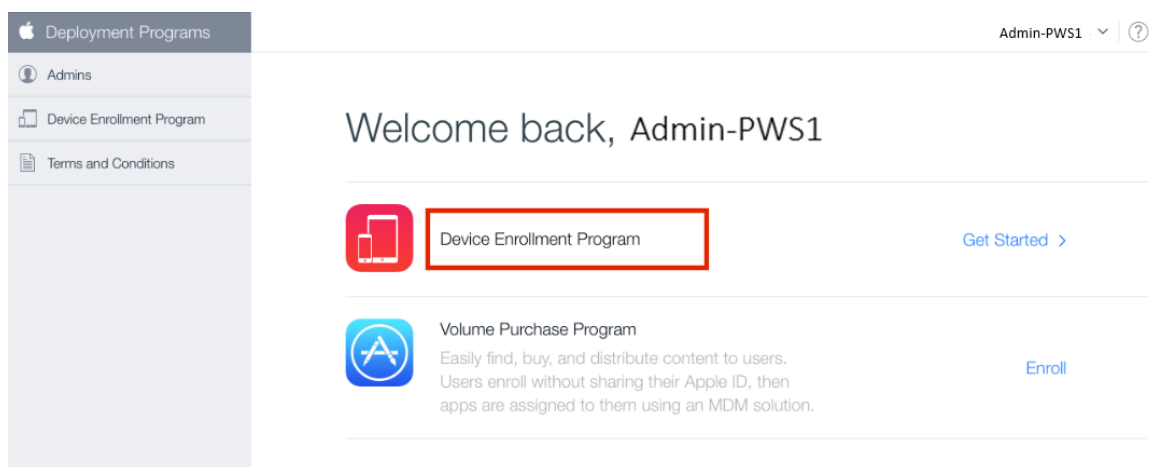 Deployment Programs
Admin-PWS1
?
Admins
Device Enrollment Program
Terms and Conditions
Welcome back, Admin-PWS1
Device Enrollment Program
Get Started >
Volume Purchase Program
Easily find, buy, and distribute content to users.
Users enroll without sharing their Apple ID, then
apps are assigned to them using an MDM solution.
Enroll